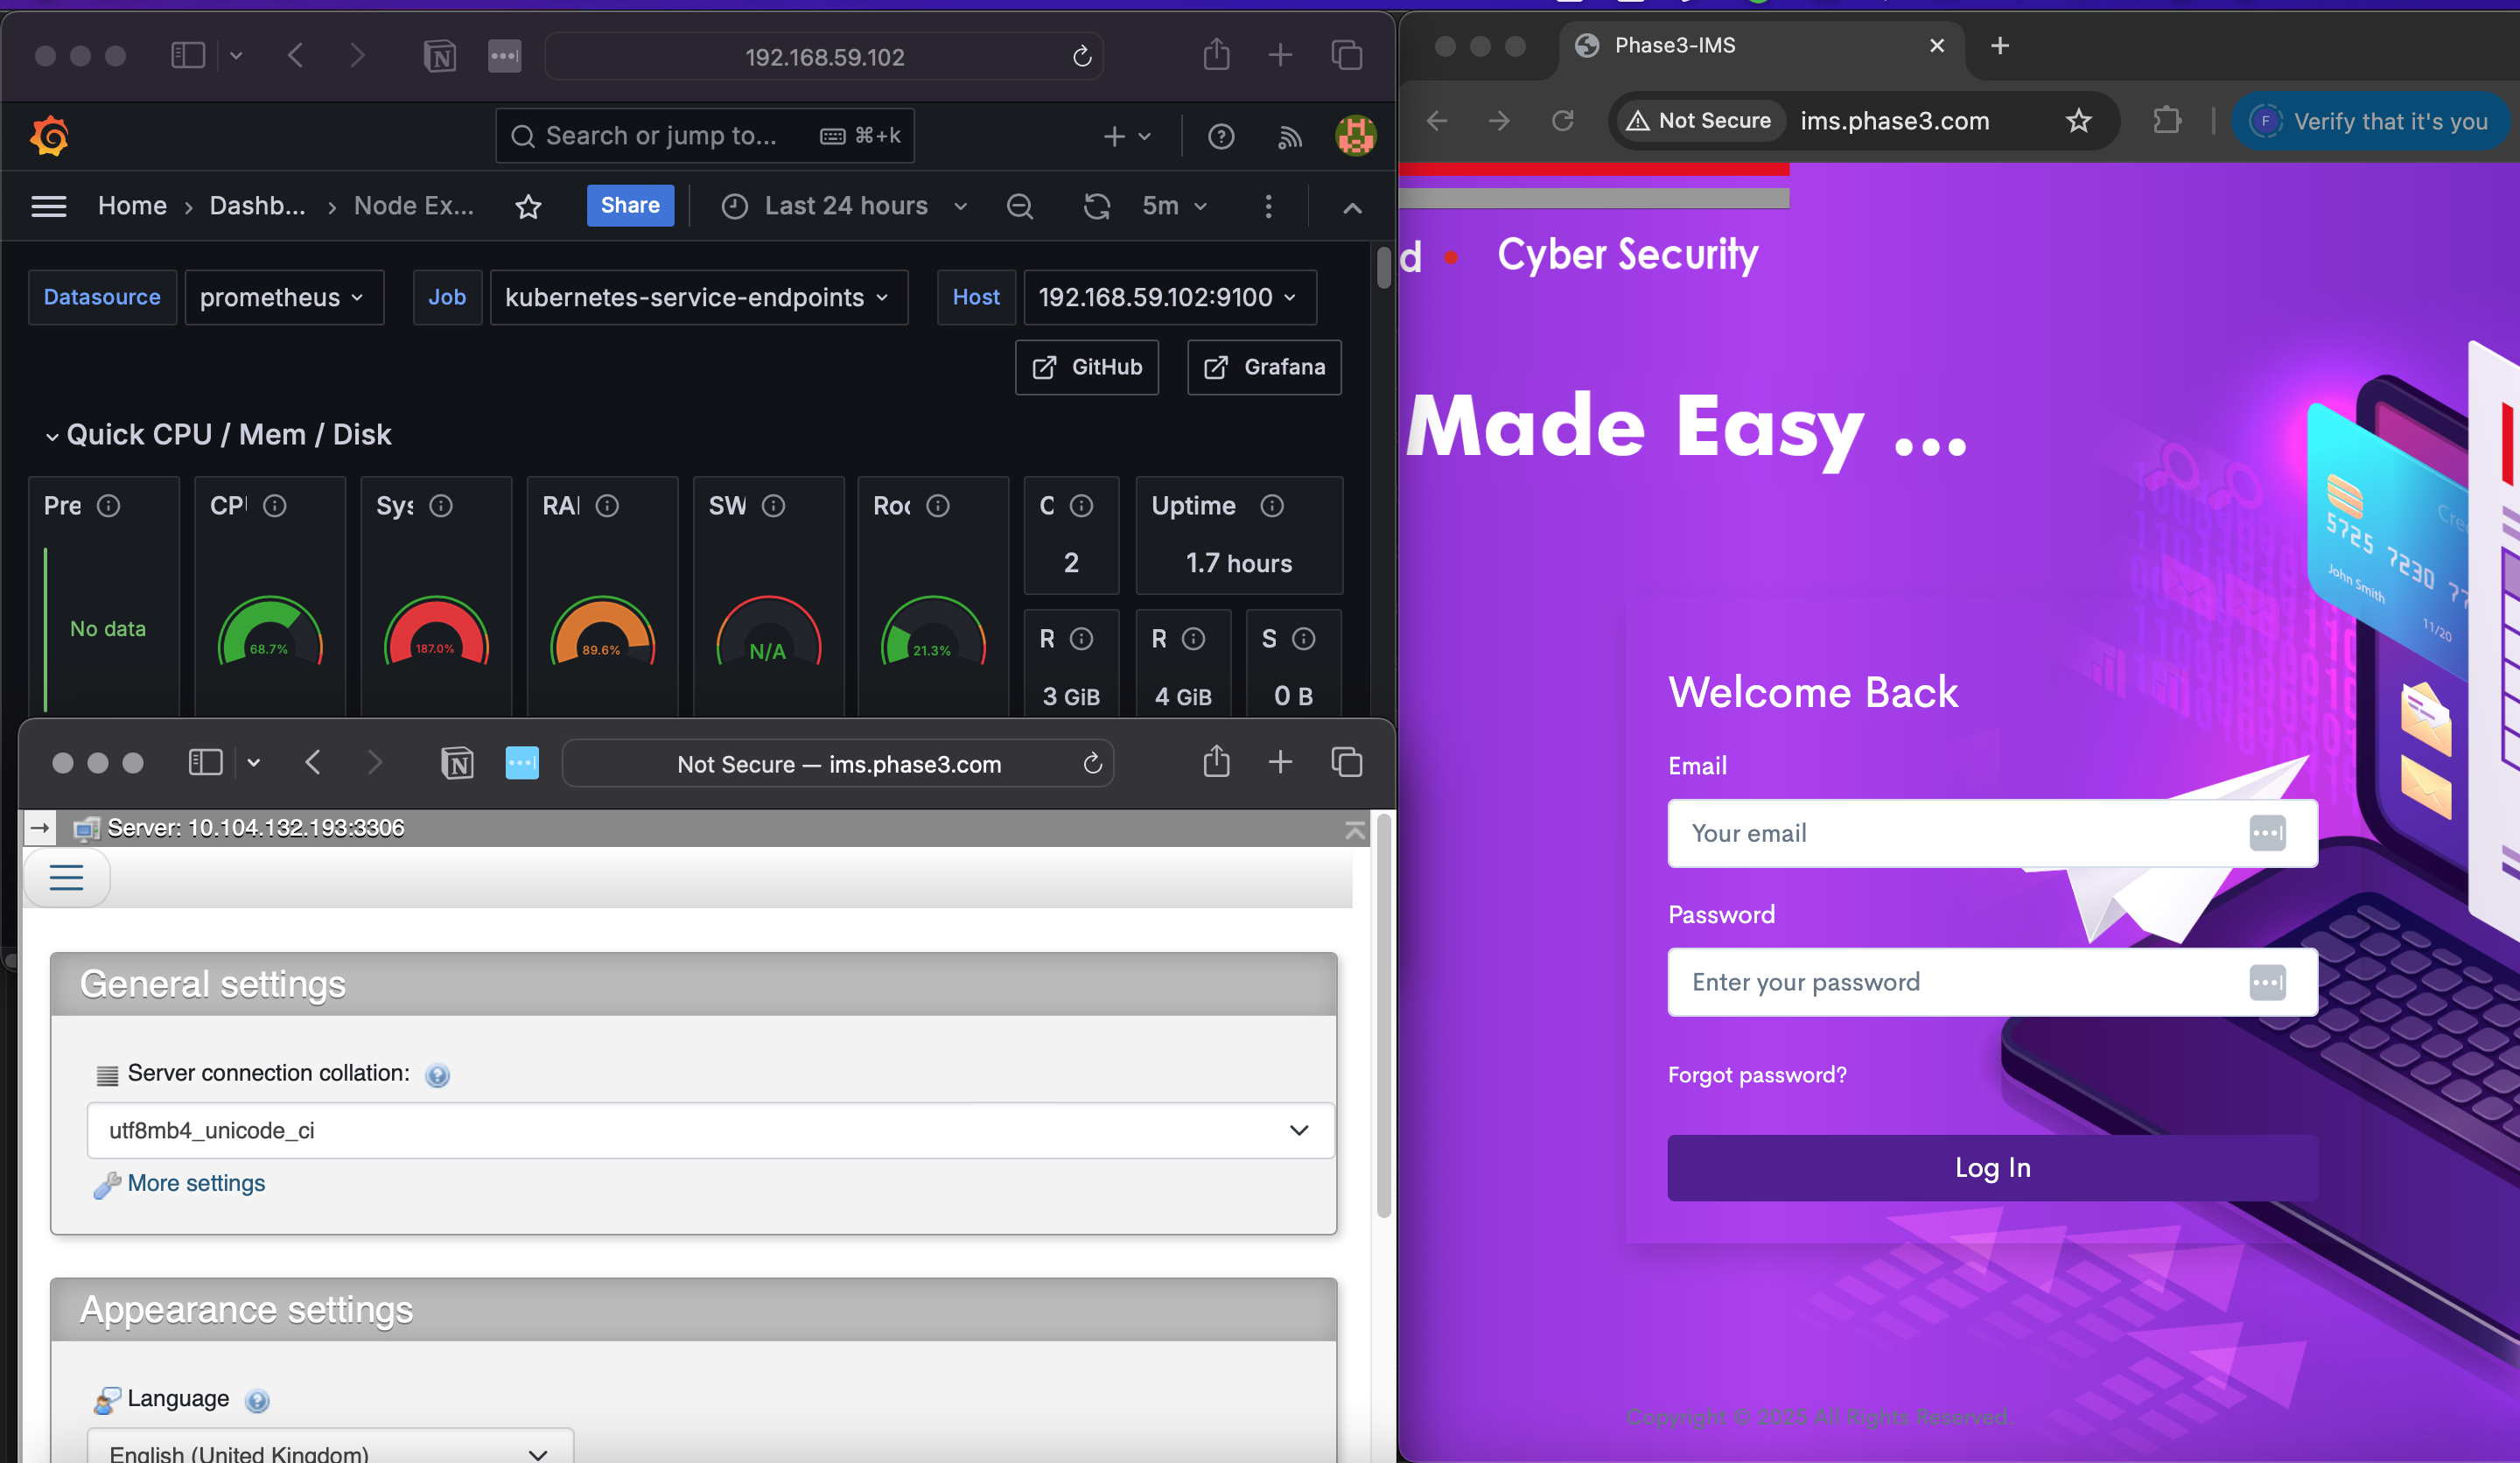 192.168.59.102
Search or jump to... ⌘+k
Home › Dashb... › Node Ex... Share Last 24 hours 5m
Datasource prometheus Job kubernetes-service-endpoints Host 192.168.59.102:9100
GitHub Grafana
Quick CPU / Mem / Disk
Pre
No data
CP
68.7%
Sys
187.0%
RA
89.6%
SW
N/A
Roo
21.3%
C
2
Uptime
1.7 hours
R
3 GiB
R
4 GiB
S
0 B
Not Secure — ims.phase3.com
Server: 10.104.132.193:3306
General settings
Server connection collation:
utf8mb4_unicode_ci
More settings
Appearance settings
Language
English (United Kingdom)
Phase3-IMS
Not Secure ims.phase3.com F Verify that it's you
d • Cyber Security
Made Easy ...
5725 7230 77
John Smith
11/20
Welcome Back
Email
Your email
Password
Enter your password
Forgot password?
Log In
Copyright © 2025 All Rights Reserved.